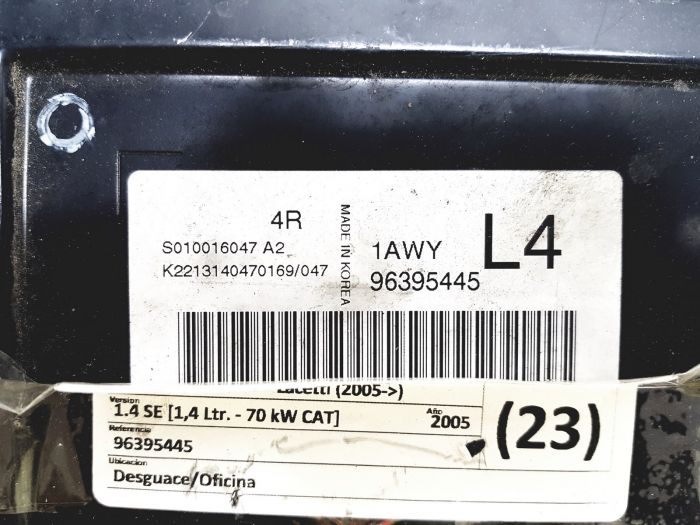 4R
S010016047 A2
K2213140470169/047
MADE IN KOREA
1AWY
96395445
L4
Lacetti (2005->)
Version
1.4 SE [1,4 Ltr. - 70 kW CAT]
Año
2005
(23)
Referencia
96395445
Ubicacion
Desguace/Oficina